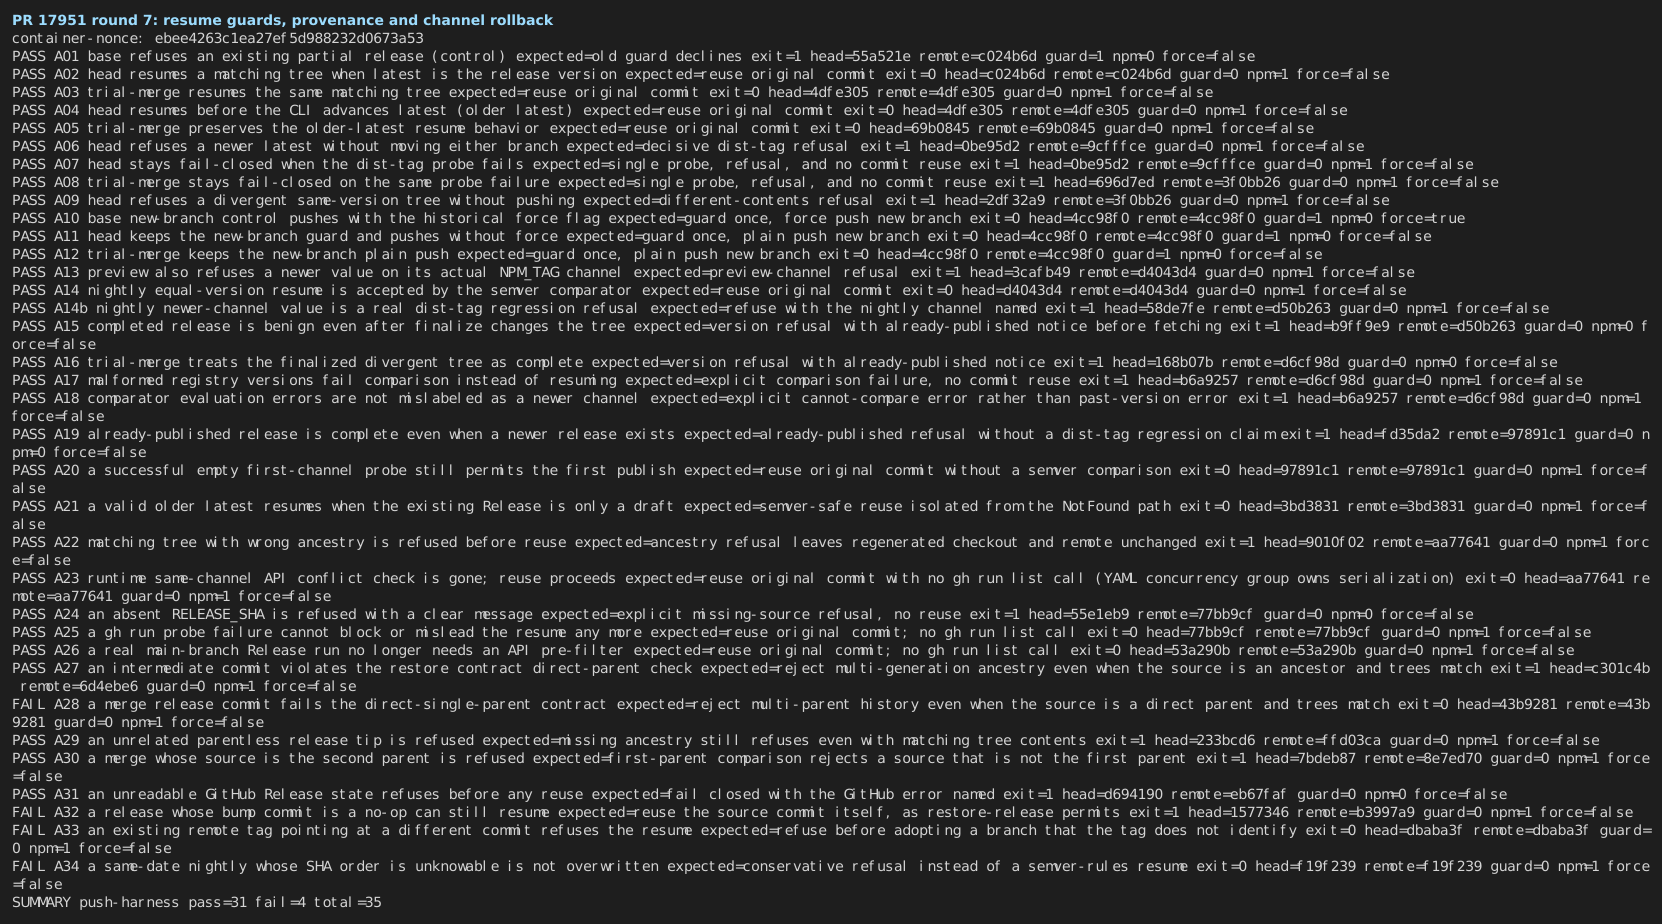 PR 17951 round 7: resume guards, provenance and channel rollback
container-nonce: ebee4263c1ea27ef5d988232d0673a53
PASS A01 base refuses an existing partial release (control) expected=old guard declines exit=1 head=55a521e remote=c024b6d guard=1 npm=0 force=false
PASS A02 head resumes a matching tree when latest is the release version expected=reuse original commit exit=0 head=c024b6d remote=c024b6d guard=0 npm=1 force=false
PASS A03 trial-merge resumes the same matching tree expected=reuse original commit exit=0 head=4dfe305 remote=4dfe305 guard=0 npm=1 force=false
PASS A04 head resumes before the CLI advances latest (older latest) expected=reuse original commit exit=0 head=4dfe305 remote=4dfe305 guard=0 npm=1 force=false
PASS A05 trial-merge preserves the older-latest resume behavior expected=reuse original commit exit=0 head=69b0845 remote=69b0845 guard=0 npm=1 force=false
PASS A06 head refuses a newer latest without moving either branch expected=decisive dist-tag refusal exit=1 head=0be95d2 remote=9cfffce guard=0 npm=1 force=false
PASS A07 head stays fail-closed when the dist-tag probe fails expected=single probe, refusal, and no commit reuse exit=1 head=0be95d2 remote=9cfffce guard=0 npm=1 force=false
PASS A08 trial-merge stays fail-closed on the same probe failure expected=single probe, refusal, and no commit reuse exit=1 head=696d7ed remote=3f0bb26 guard=0 npm=1 force=false
PASS A09 head refuses a divergent same-version tree without pushing expected=different-contents refusal exit=1 head=2df32a9 remote=3f0bb26 guard=0 npm=1 force=false
PASS A10 base new-branch control pushes with the historical force flag expected=guard once, force push new branch exit=0 head=4cc98f0 remote=4cc98f0 guard=1 npm=0 force=true
PASS A11 head keeps the new-branch guard and pushes without force expected=guard once, plain push new branch exit=0 head=4cc98f0 remote=4cc98f0 guard=1 npm=0 force=false
PASS A12 trial-merge keeps the new-branch plain push expected=guard once, plain push new branch exit=0 head=4cc98f0 remote=4cc98f0 guard=1 npm=0 force=false
PASS A13 preview also refuses a newer value on its actual NPM_TAG channel expected=preview-channel refusal exit=1 head=3cafb49 remote=d4043d4 guard=0 npm=1 force=false
PASS A14 nightly equal-version resume is accepted by the semver comparator expected=reuse original commit exit=0 head=d4043d4 remote=d4043d4 guard=0 npm=1 force=false
PASS A14b nightly newer-channel value is a real dist-tag regression refusal expected=refuse with the nightly channel named exit=1 head=58de7fe remote=d50b263 guard=0 npm=1 force=false
PASS A15 completed release is benign even after finalize changes the tree expected=version refusal with already-published notice before fetching exit=1 head=b9ff9e9 remote=d50b263 guard=0 npm=0 f
orce=false
PASS A16 trial-merge treats the finalized divergent tree as complete expected=version refusal with already-published notice exit=1 head=168b07b remote=d6cf98d guard=0 npm=0 force=false
PASS A17 malformed registry versions fail comparison instead of resuming expected=explicit comparison failure, no commit reuse exit=1 head=b6a9257 remote=d6cf98d guard=0 npm=1 force=false
PASS A18 comparator evaluation errors are not mislabeled as a newer channel expected=explicit cannot-compare error rather than past-version error exit=1 head=b6a9257 remote=d6cf98d guard=0 npm=1
force=false
PASS A19 already-published release is complete even when a newer release exists expected=already-published refusal without a dist-tag regression claim exit=1 head=fd35da2 remote=97891c1 guard=0 n
pm=0 force=false
PASS A20 a successful empty first-channel probe still permits the first publish expected=reuse original commit without a semver comparison exit=0 head=97891c1 remote=97891c1 guard=0 npm=1 force=f
alse
PASS A21 a valid older latest resumes when the existing Release is only a draft expected=semver-safe reuse isolated from the NotFound path exit=0 head=3bd3831 remote=3bd3831 guard=0 npm=1 force=f
alse
PASS A22 matching tree with wrong ancestry is refused before reuse expected=ancestry refusal leaves regenerated checkout and remote unchanged exit=1 head=9010f02 remote=aa77641 guard=0 npm=1 forc
e=false
PASS A23 runtime same-channel API conflict check is gone; reuse proceeds expected=reuse original commit with no gh run list call (YAML concurrency group owns serialization) exit=0 head=aa77641 re
mote=aa77641 guard=0 npm=1 force=false
PASS A24 an absent RELEASE_SHA is refused with a clear message expected=explicit missing-source refusal, no reuse exit=1 head=55e1eb9 remote=77bb9cf guard=0 npm=0 force=false
PASS A25 a gh run probe failure cannot block or mislead the resume any more expected=reuse original commit; no gh run list call exit=0 head=77bb9cf remote=77bb9cf guard=0 npm=1 force=false
PASS A26 a real main-branch Release run no longer needs an API pre-filter expected=reuse original commit; no gh run list call exit=0 head=53a290b remote=53a290b guard=0 npm=1 force=false
PASS A27 an intermediate commit violates the restore contract direct-parent check expected=reject multi-generation ancestry even when the source is an ancestor and trees match exit=1 head=c301c4b
remote=6d4ebe6 guard=0 npm=1 force=false
FAIL A28 a merge release commit fails the direct-single-parent contract expected=reject multi-parent history even when the source is a direct parent and trees match exit=0 head=43b9281 remote=43b
9281 guard=0 npm=1 force=false
PASS A29 an unrelated parentless release tip is refused expected=missing ancestry still refuses even with matching tree contents exit=1 head=233bcd6 remote=ffd03ca guard=0 npm=1 force=false
PASS A30 a merge whose source is the second parent is refused expected=first-parent comparison rejects a source that is not the first parent exit=1 head=7bdeb87 remote=8e7ed70 guard=0 npm=1 force
=false
PASS A31 an unreadable GitHub Release state refuses before any reuse expected=fail closed with the GitHub error named exit=1 head=d694190 remote=eb67faf guard=0 npm=0 force=false
FAIL A32 a release whose bump commit is a no-op can still resume expected=reuse the source commit itself, as restore-release permits exit=1 head=1577346 remote=b3997a9 guard=0 npm=1 force=false
FAIL A33 an existing remote tag pointing at a different commit refuses the resume expected=refuse before adopting a branch that the tag does not identify exit=0 head=dbaba3f remote=dbaba3f guard=
0 npm=1 force=false
FAIL A34 a same-date nightly whose SHA order is unknowable is not overwritten expected=conservative refusal instead of a semver-rules resume exit=0 head=f19f239 remote=f19f239 guard=0 npm=1 force
=false
SUMMARY push-harness pass=31 fail=4 total=35